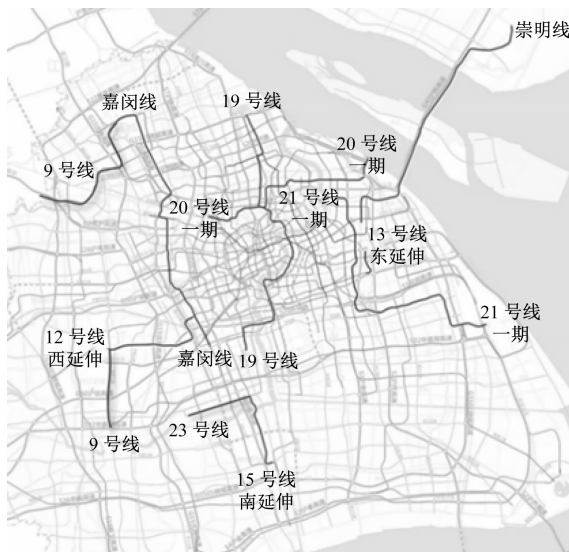 崇明线
嘉闵线
19 号线
20 号线
一期
9 号线
20 号线
一期
21 号线
一期
13 号线
东延伸
21 号线
一期
12 号线
西延伸
嘉闵线
19 号线
23 号线
9 号线
15 号线
南延伸